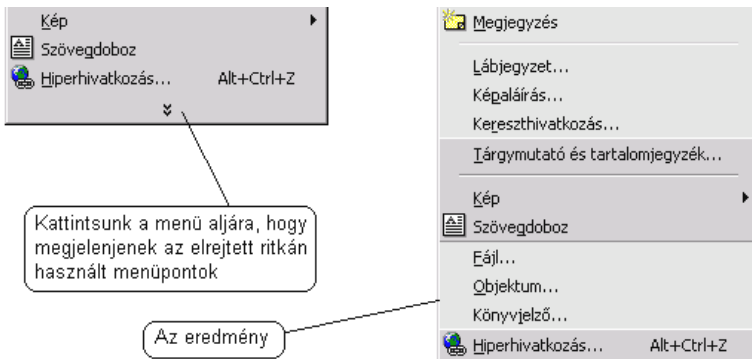 Kép
Szövegdoboz
Hiperhivatkozás... Alt+Ctrl+Z
Kattintsunk a menü aljára, hogy
megjelenjenek az elrejtett ritkán
használt menüpontok
Az eredmény
Megjegyzés
Lábjegyzet...
Képaláírás...
Kereszthivatkozás...
Tárgymutató és tartalomjegyzék...
Kép
Szövegdoboz
Fájl...
Objektum...
Könyvjelző...
Hiperhivatkozás... Alt+Ctrl+Z